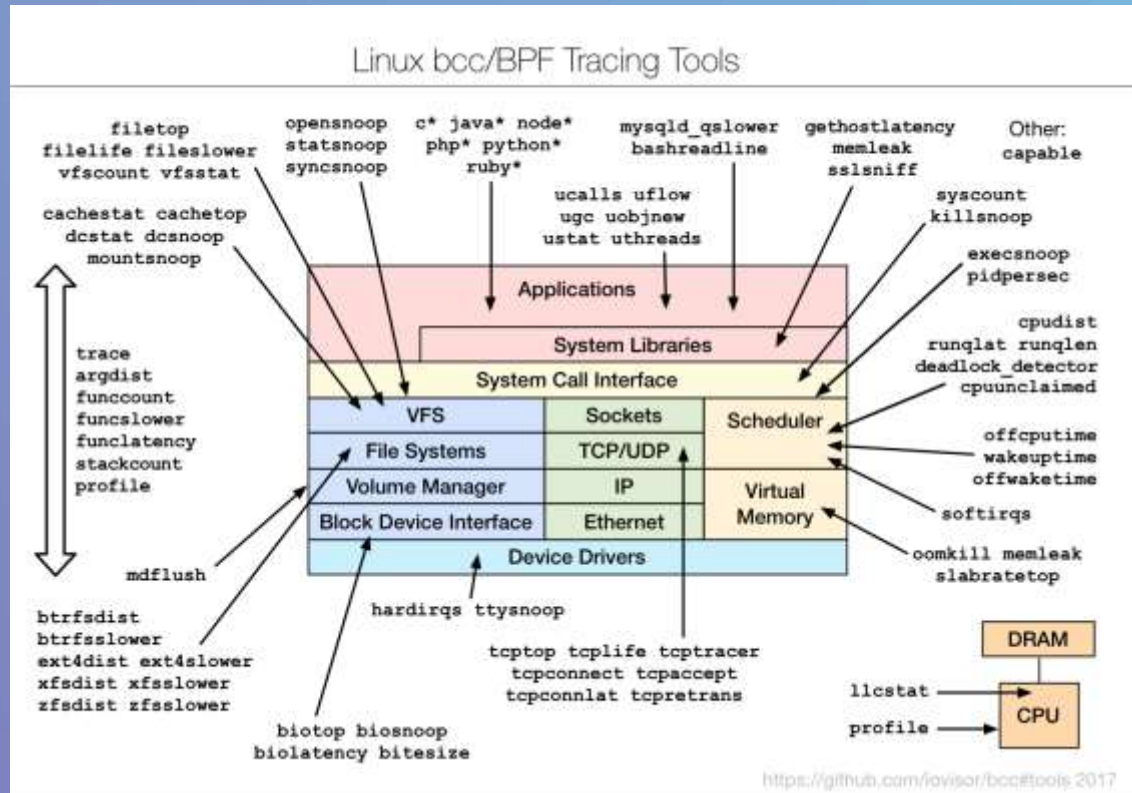 Linux bcc/BPF Tracing Tools
filetop
filelife fileslower
vfscount vfsstat
opensnoop
statsnoop
syncsnoop
c* java* node*
php* python*
ruby*
mysqld_qslower
bashreadline
gethostlatency
memleak
sslsniff
Other:
capable
cachestat cachetop
dcstat dcsnoop
mountsnoop
ucalls uflow
ugc uobjnew
ustat uthreads
syscount
killsnoop
execsnoop
pidpersec
Applications
System Libraries
System Call Interface
cpudist
runqlat runqlen
deadlock_detector
cpuunclaimed
trace
argdist
funccount
funcslower
funclatency
stackcount
profile
VFS
File Systems
Volume Manager
Block Device Interface
Sockets
TCP/UDP
IP
Ethernet
Scheduler
Virtual
Memory
Device Drivers
offcputime
wakeuptime
offwaketime
softirqs
oomkill memleak
slabratetop
mdflush
hardirqs ttysnoop
btrfsdist
btrfsslower
ext4dist ext4slower
xfsdist xfsslower
zfsdist zfsslower
biotop biosnoop
biolatency bitesize
tcptop tcplife tcptracer
tcpconnect tcpaccept
tcpconnlat tcpretrans
DRAM
llcstat
CPU
profile
https://github.com/iovisor/bcc#tools 2017